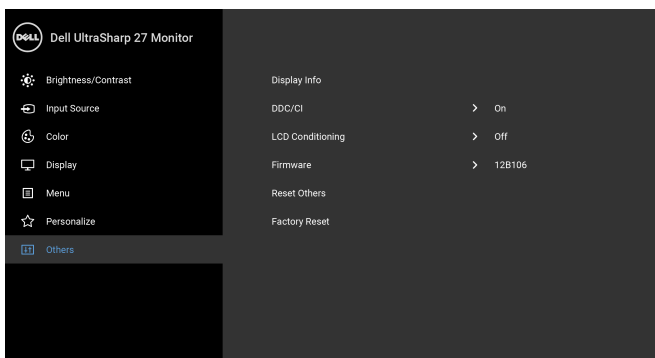 DELL Dell UltraSharp 27 Monitor
Brightness/Contrast
Input Source
Color
Display
Menu
Personalize
Others
Display Info
DDC/CI > On
LCD Conditioning > Off
Firmware > 12B106
Reset Others
Factory Reset